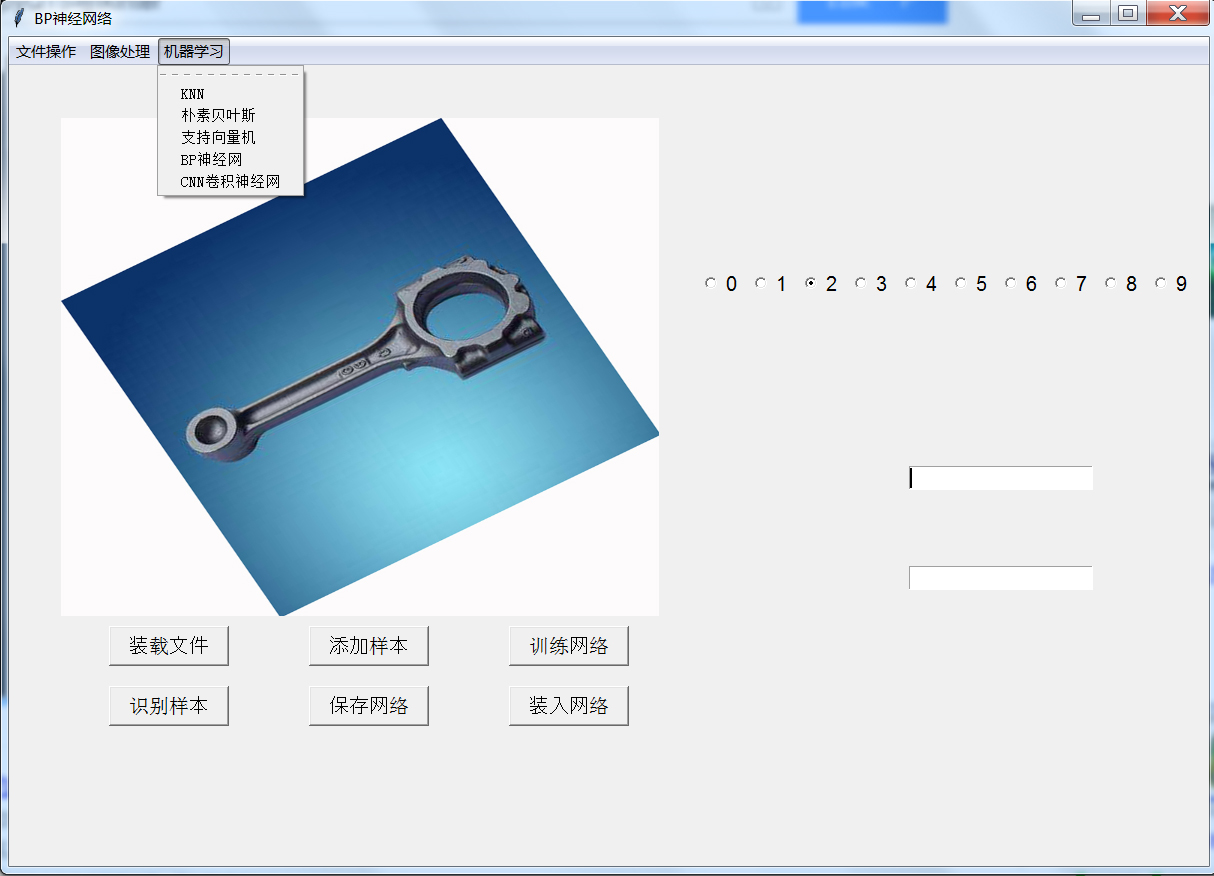 BP神经网络
文件操作 图像处理 机器学习
KNN
朴素贝叶斯
支持向量机
BP神经网
CNN卷积神经网
0 1 2 3 4 5 6 7 8 9
装载文件 添加样本 训练网络
识别样本 保存网络 装入网络